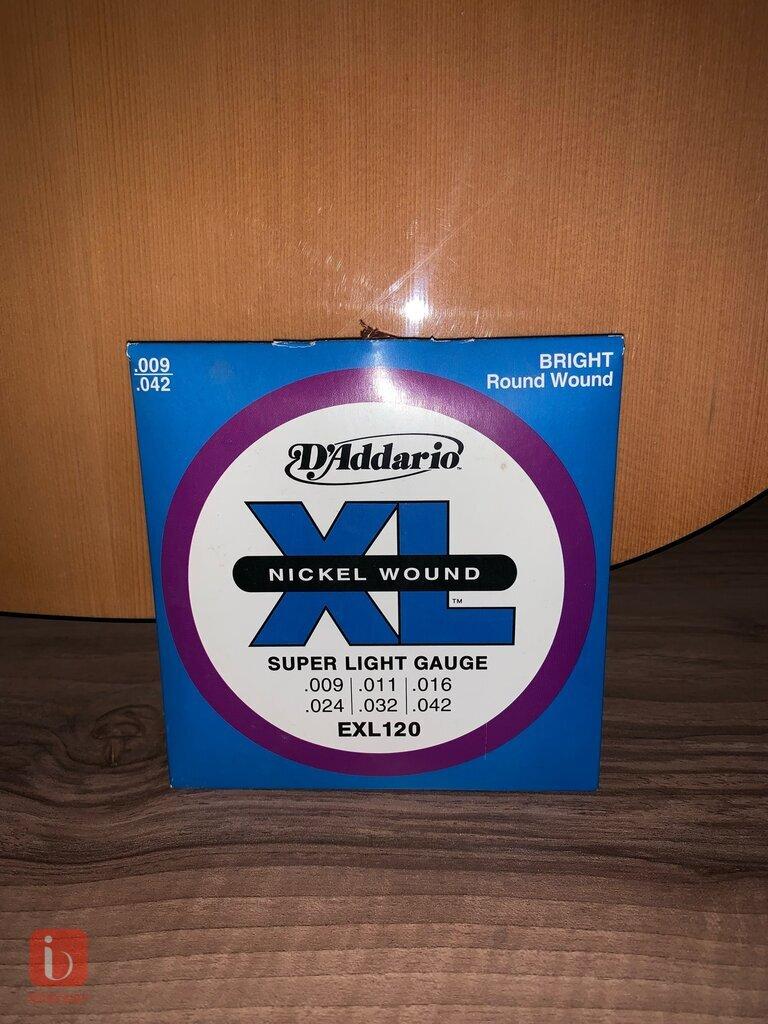 .009
.042
BRIGHT
Round Wound
D'Addario
XL
NICKEL WOUND
TM
SUPER LIGHT GAUGE
.009 | .011 | .016
.024 | .032 | .042
EXL120